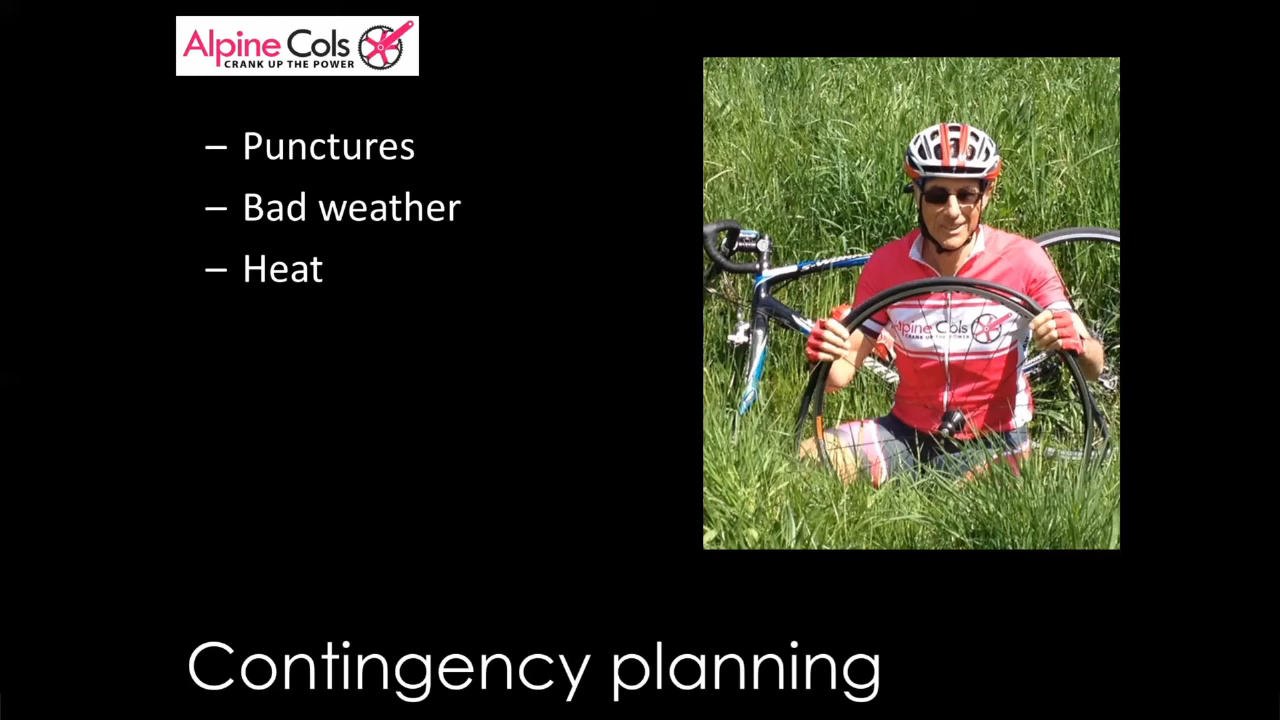 Alpine Cols
CRANK UP THE POWER
– Punctures
– Bad weather
– Heat
Alpine Cols
CRANK UP THE POWER
Contingency planning